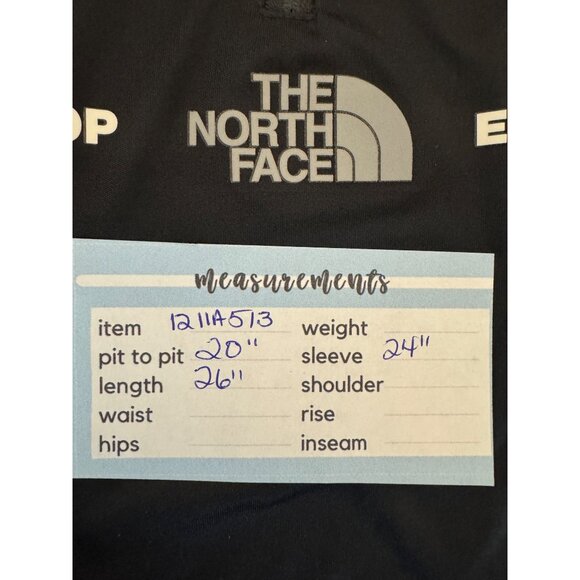 THE
NORTH
FACE
OP
E
measurements
item 1211A513 weight
pit to pit 20" sleeve 24"
length 26" shoulder
waist rise
hips inseam